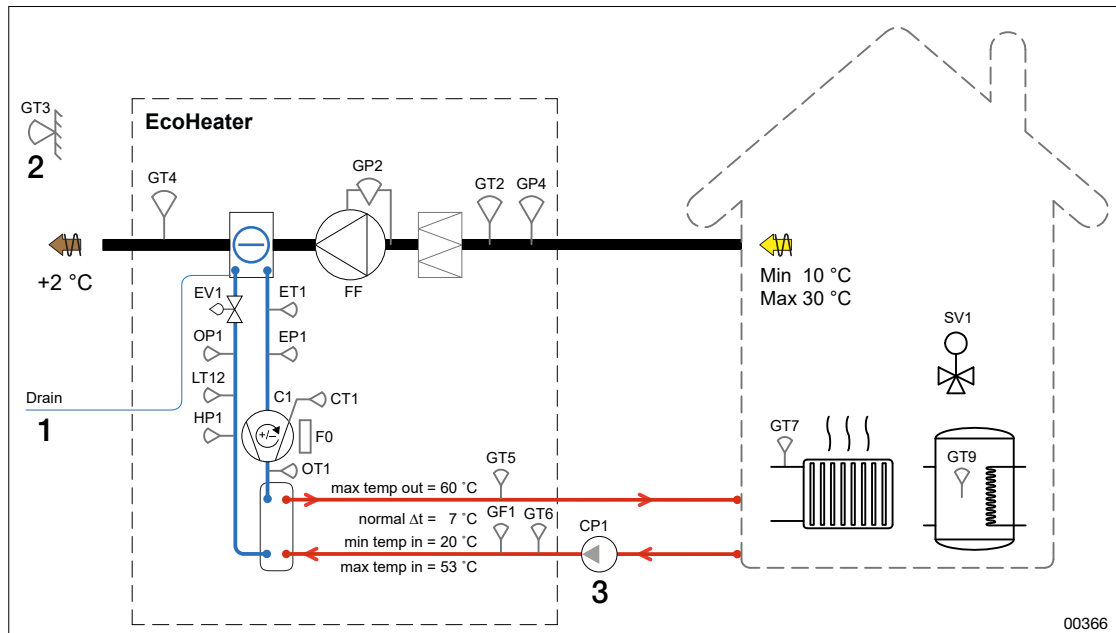 GT3
2
EcoHeater
GT4
GP2
GT2
GP4
+2 °C
FF
Min 10 °C
Max 30 °C
EV1
ET1
OP1
EP1
SV1
LT12
Drain
1
C1
CT1
HP1
+/–
F0
GT7
GT9
OT1
GT5
max temp out = 60 °C
normal Δt = 7 °C
GF1
GT6
CP1
min temp in = 20 °C
max temp in = 53 °C
3
00366